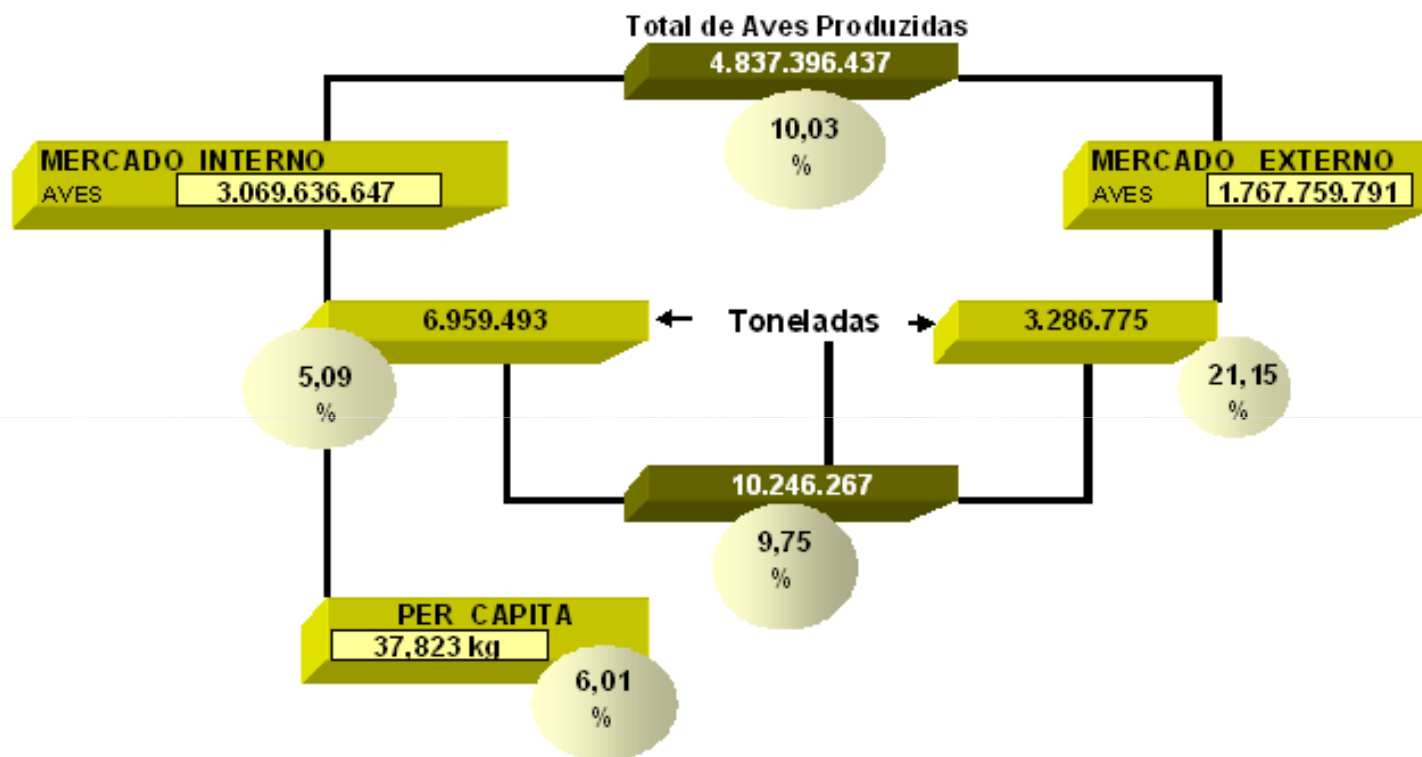 Total de Aves Produzidas
4.837.396.437
10,03
%
MERCADO INTERNO
AVES 3.069.636.647
MERCADO EXTERNO
AVES 1.767.759.791
6.959.493
Toneladas
3.286.775
5,09
%
21,15
%
10.246.267
9,75
%
PER CAPITA
37,823 kg
6,01
%